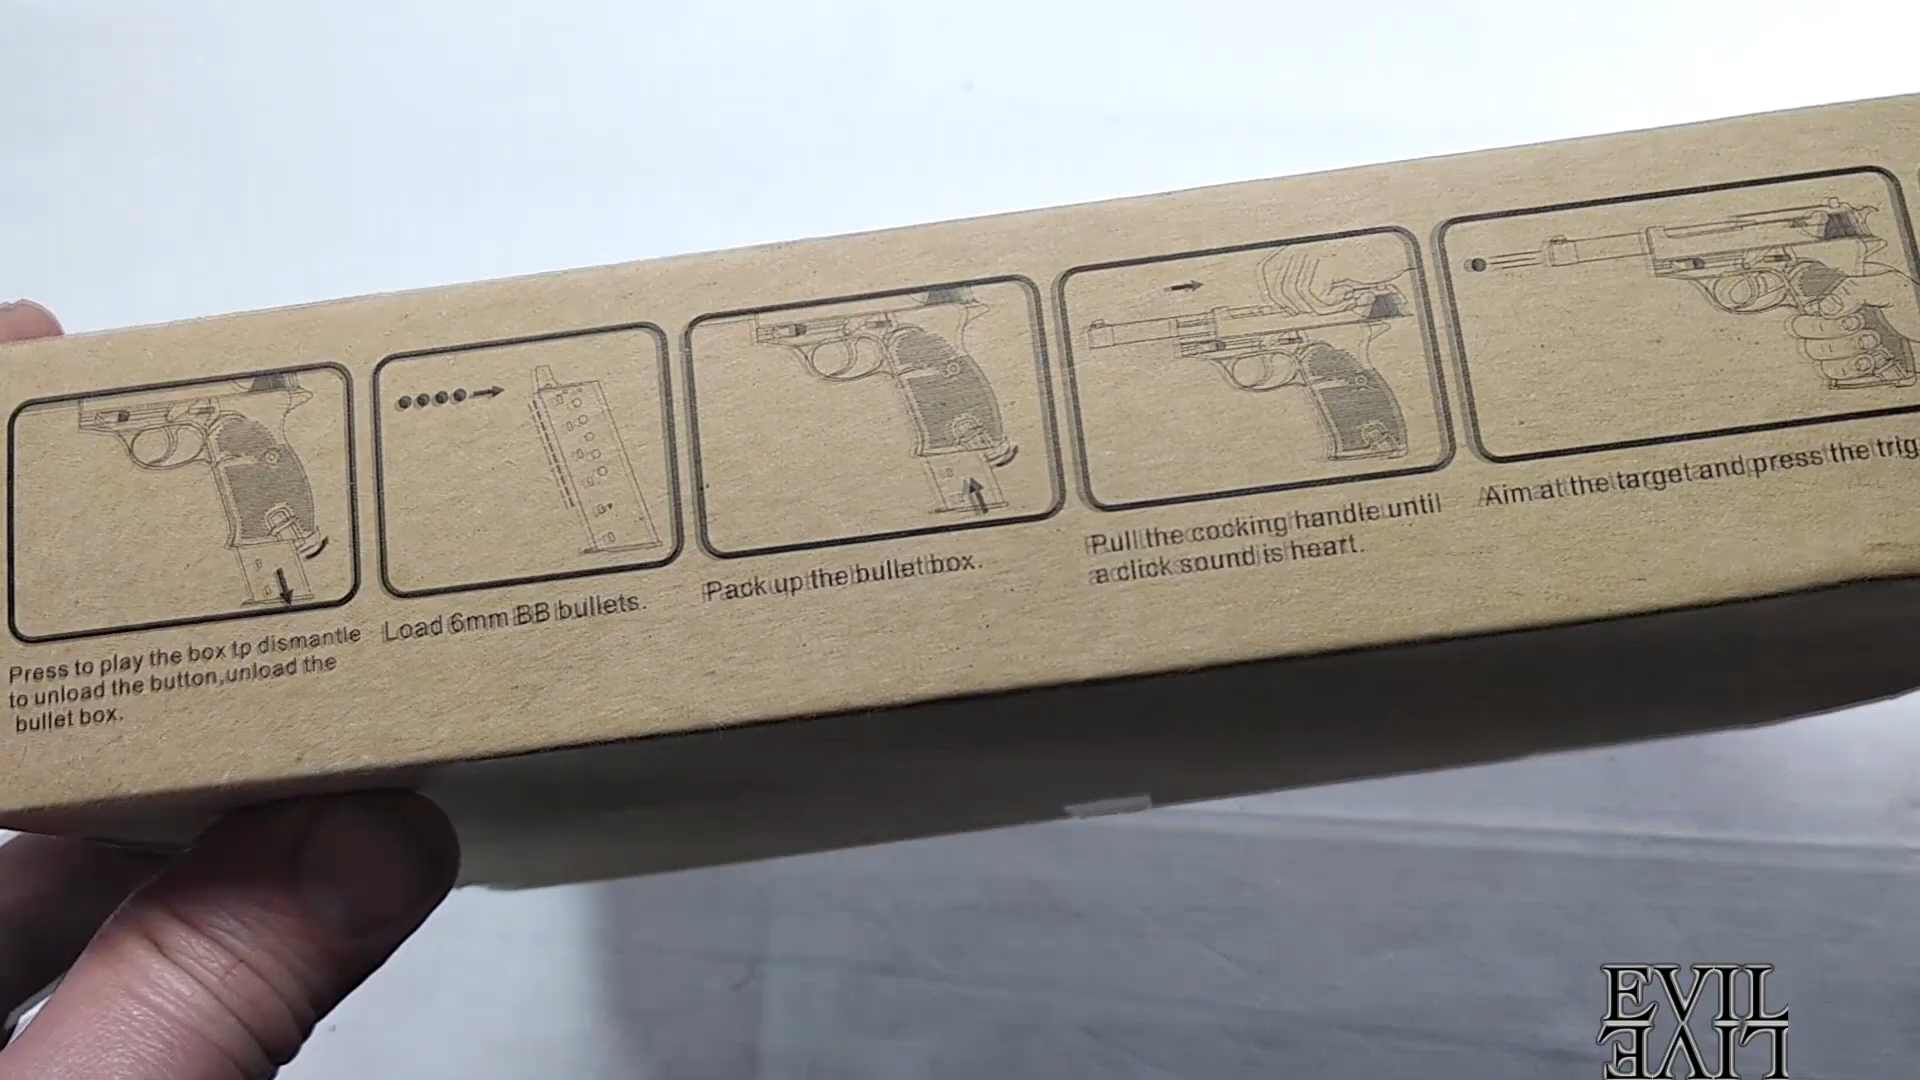 Press to play the box tp dismantle
to unload the button,unload the
bullet box.
Load 6mm BB bullets.
Pack up the bullet box.
Pull the cocking handle until
a click sound is heart.
Aim at the target and press the trig
EVIL
LIVE